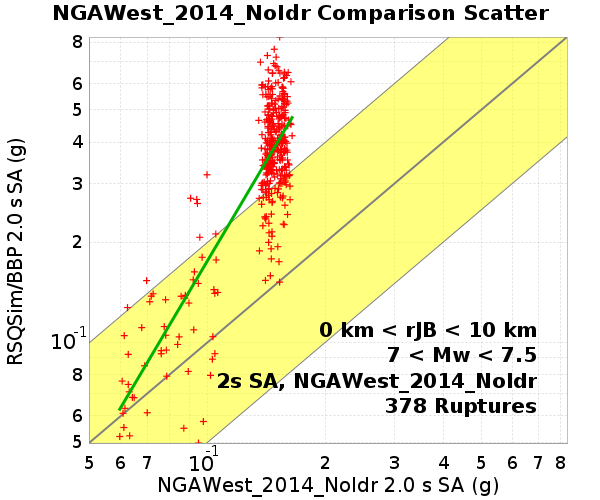 NGAWest_2014_NoIdr Comparison Scatter
RSQSim/BBP 2.0 s SA (g)
8
6
5
4
3
2
10^-1
8
6
5
0 km < rJB < 10 km
7 < Mw < 7.5
2s SA, NGAWest_2014_NoIdr
378 Ruptures
5 6 7 10^-1 2 3 4 5 6 7 8
NGAWest_2014_NoIdr 2.0 s SA (g)